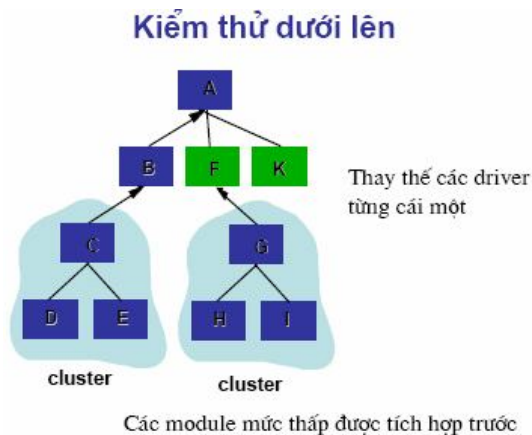 Kiểm thử dưới lên
A
B F K
Thay thế các driver
từng cái một
C G
D E H I
cluster
cluster
Các module mức thấp được tích hợp trước